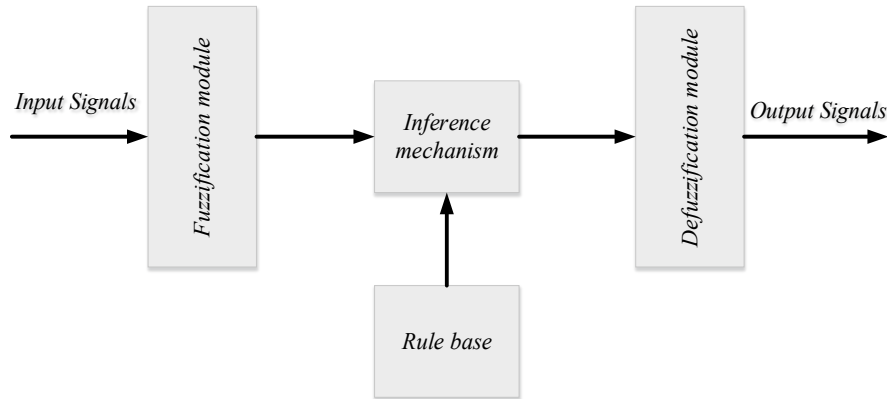 Input Signals
Fuzzification module
Inference
mechanism
Defuzzification module
Output Signals
Rule base